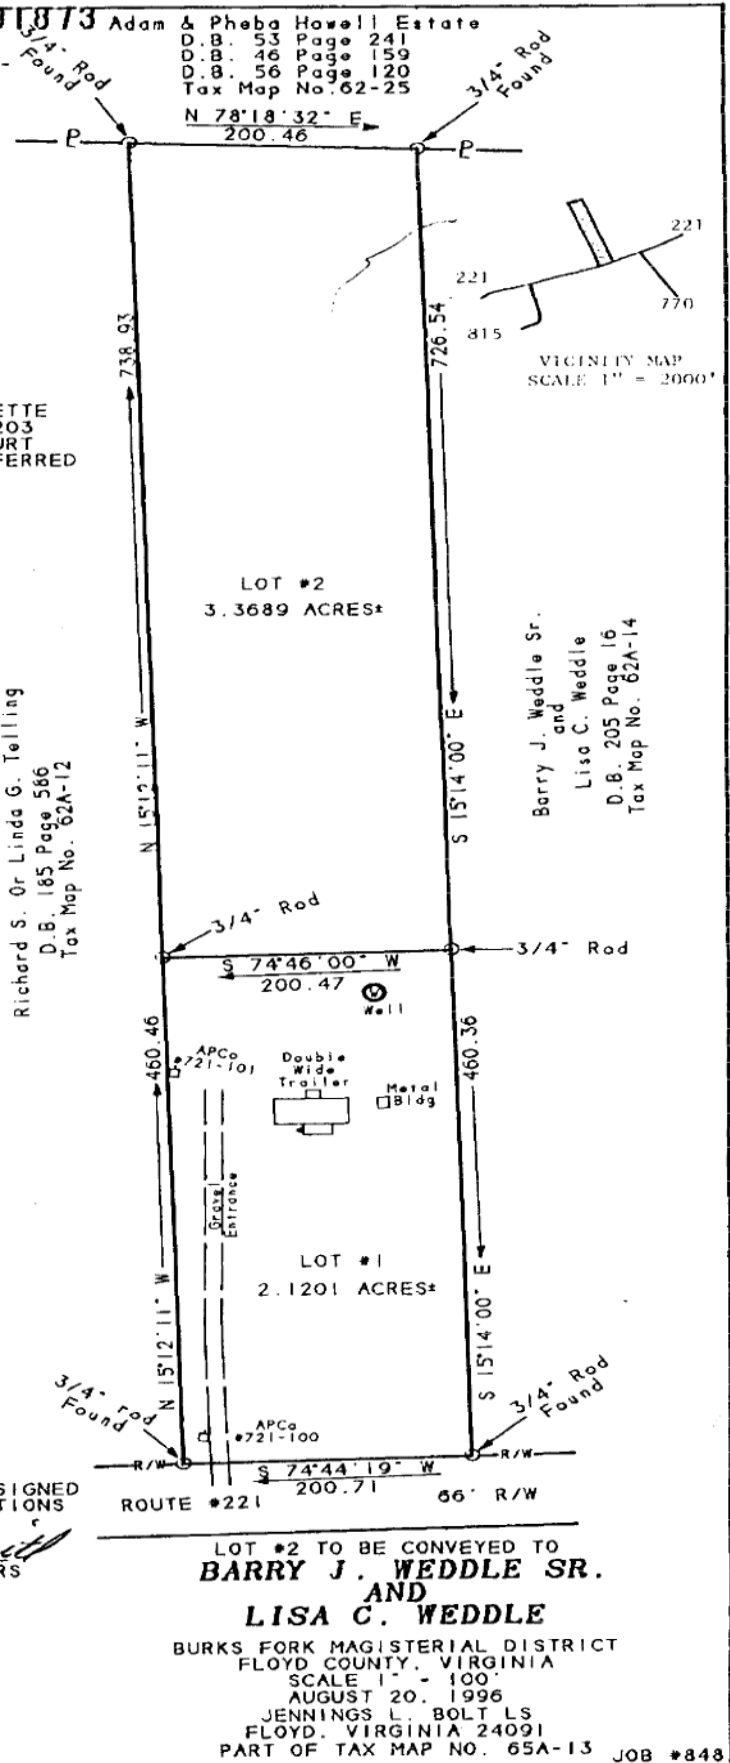 01873 Adam & Pheba Howell Estate
D.B. 53 Page 241
D.B. 46 Page 159
D.B. 56 Page 120
Tax Map No. 62-25
3/4" Rod
Found
3/4" Rod
Found
N 78°18'32" E
200.46
P
P
221
221
770
815
VICINITY MAP
SCALE 1" = 2000'
738.93
726.54
ETTE
203
URT
FERRED
LOT #2
3.3689 ACRES±
Barry J. Weddle Sr.
and
Lisa C. Weddle
D.B. 205 Page 16
Tax Map No. 62A-14
Richard S. Or Linda G. Telling
D.B. 185 Page 586
Tax Map No. 62A-12
N 15°12'11" W
S 15°14'00" E
3/4" Rod
3/4" Rod
S 74°46'00" W
200.47
W
Well
460.46
460.36
APCo
#721-101
Double
Wide
Trailer
Metal
Bldg
Gravel
Entrance
LOT #1
2.1201 ACRES±
N 15°12'11" W
S 15°14'00" E
3/4" rod
Found
3/4" Rod
Found
APCo
#721-100
R/W
R/W
S 74°44'19" W
200.71
SIGNED
TIONS
RS
ROUTE #221
66' R/W
LOT #2 TO BE CONVEYED TO
BARRY J. WEDDLE SR.
AND
LISA C. WEDDLE
BURKS FORK MAGISTERIAL DISTRICT
FLOYD COUNTY, VIRGINIA
SCALE 1" - 100'
AUGUST 20, 1996
JENNINGS L. BOLT LS
FLOYD, VIRGINIA 24091
PART OF TAX MAP NO. 65A-13
JOB #848